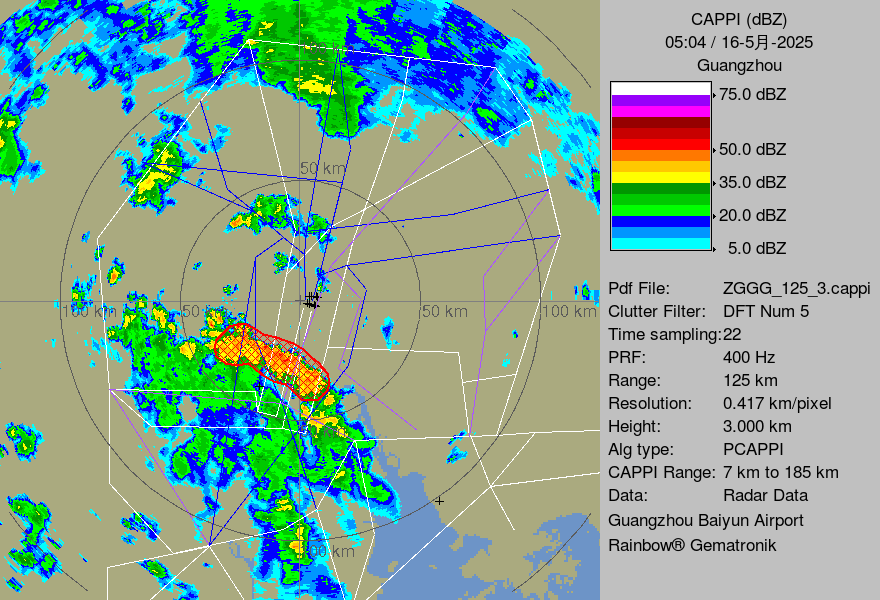 CAPPI (dBZ)
05:04 / 16-5月-2025
Guangzhou
75.0 dBZ
50.0 dBZ
35.0 dBZ
20.0 dBZ
5.0 dBZ
Pdf File: ZGGG_125_3.cappi
Clutter Filter: DFT Num 5
Time sampling:22
PRF: 400 Hz
Range: 125 km
Resolution: 0.417 km/pixel
Height: 3.000 km
Alg type: PCAPPI
CAPPI Range: 7 km to 185 km
Data: Radar Data
Guangzhou Baiyun Airport
Rainbow® Gematronik
50 km
100 km
50 km
50 km
100 km